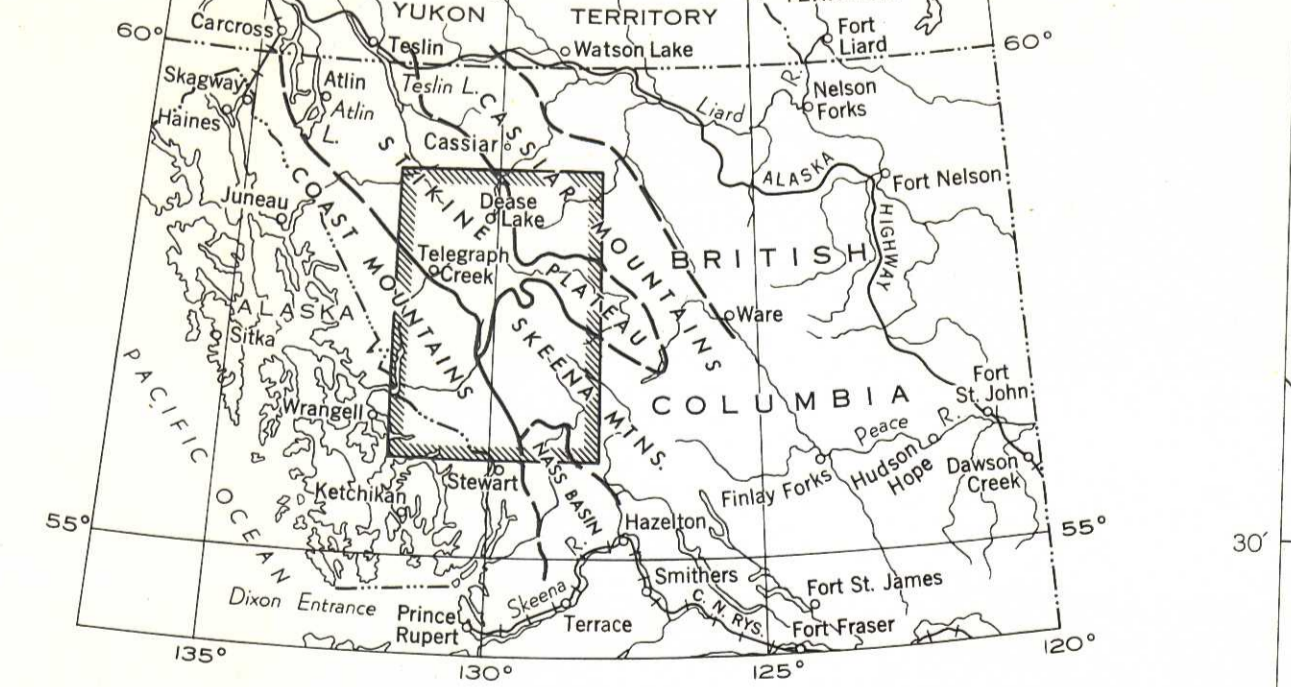 YUKON TERRITORY
Carcross
60°
Teslin
Watson Lake
Fort
Liard
60°
Skagway
Atlin
Teslin L.
R.
Nelson
Forks
Haines
Atlin
L.
Liard
CASSIAR MOUNTAINS
Cassiar
STIKINE PLATEAU
ALASKA HIGHWAY
Fort Nelson
COAST MOUNTAINS
Juneau
Dease
Lake
Telegraph
Creek
BRITISH
ALASKA
Sitka
Ware
SKEENA MTNS.
PACIFIC OCEAN
Wrangell
COLUMBIA
Fort
St. John
Peace R.
Hudson
Hope
Dawson
Creek
Finlay Forks
NASS BASIN
Stewart
Ketchikan
55°
Hazelton
55°
30′
R.
Smithers
Fort St. James
Skeena
C. N. RYS.
Dixon Entrance
Prince
Rupert
Terrace
Fort Fraser
135°
130°
125°
120°